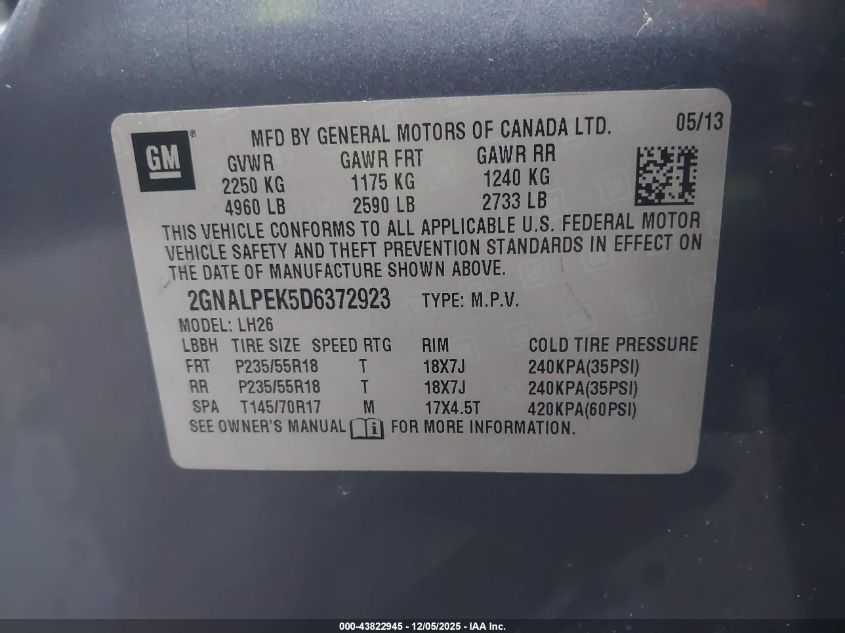 GM ® MFD BY GENERAL MOTORS OF CANADA LTD. 05/13
GVWR GAWR FRT GAWR RR
2250 KG 1175 KG 1240 KG
4960 LB 2590 LB 2733 LB
THIS VEHICLE CONFORMS TO ALL APPLICABLE U.S. FEDERAL MOTOR
VEHICLE SAFETY AND THEFT PREVENTION STANDARDS IN EFFECT ON
THE DATE OF MANUFACTURE SHOWN ABOVE.
2GNALPEK5D6372923 TYPE: M.P.V.
MODEL: LH26
LBBH TIRE SIZE SPEED RTG RIM COLD TIRE PRESSURE
FRT P235/55R18 T 18X7J 240KPA(35PSI)
RR P235/55R18 T 18X7J 240KPA(35PSI)
SPA T145/70R17 M 17X4.5T 420KPA(60PSI)
SEE OWNER'S MANUAL i FOR MORE INFORMATION.
000-43822945 - 12/05/2025 - IAA Inc.